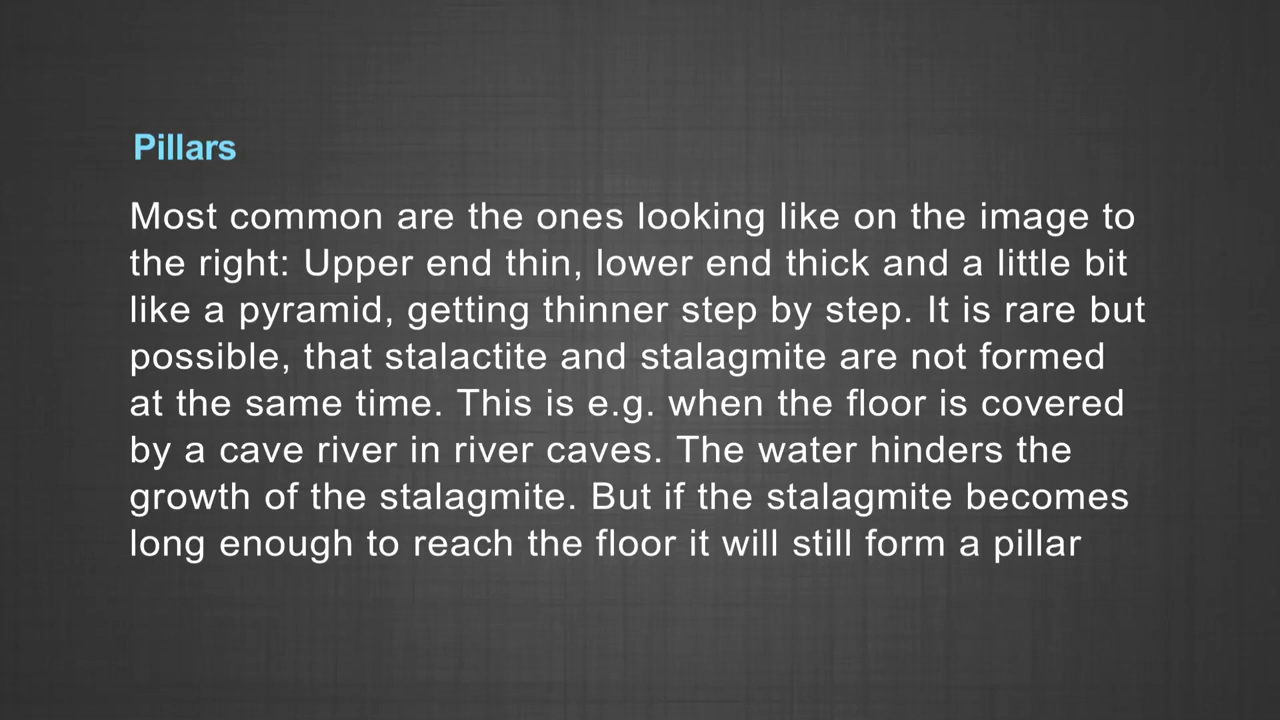 Pillars
Most common are the ones looking like on the image to
the right: Upper end thin, lower end thick and a little bit
like a pyramid, getting thinner step by step. It is rare but
possible, that stalactite and stalagmite are not formed
at the same time. This is e.g. when the floor is covered
by a cave river in river caves. The water hinders the
growth of the stalagmite. But if the stalagmite becomes
long enough to reach the floor it will still form a pillar